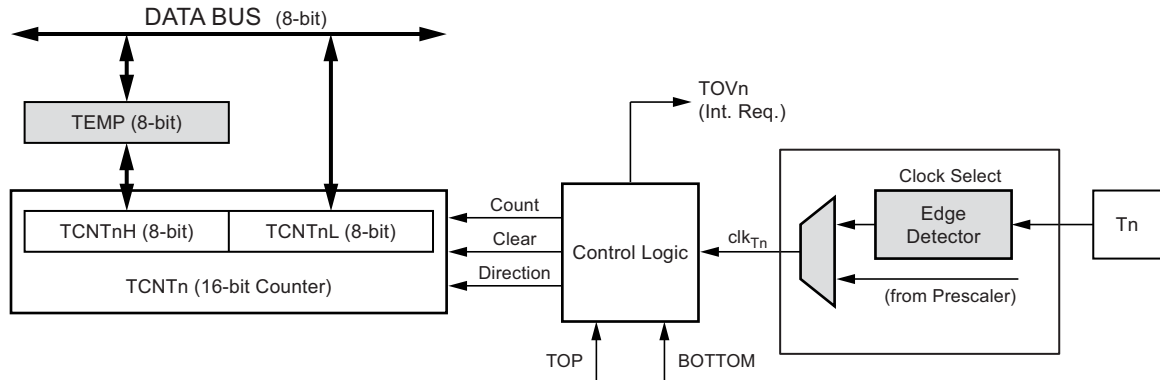 DATA BUS (8-bit)
TEMP (8-bit)
TCNTnH (8-bit)
TCNTnL (8-bit)
TCNTn (16-bit Counter)
Count
Clear
Direction
Control Logic
TOVn
(Int. Req.)
TOP
BOTTOM
clkTn
Clock Select
Edge
Detector
(from Prescaler)
Tn